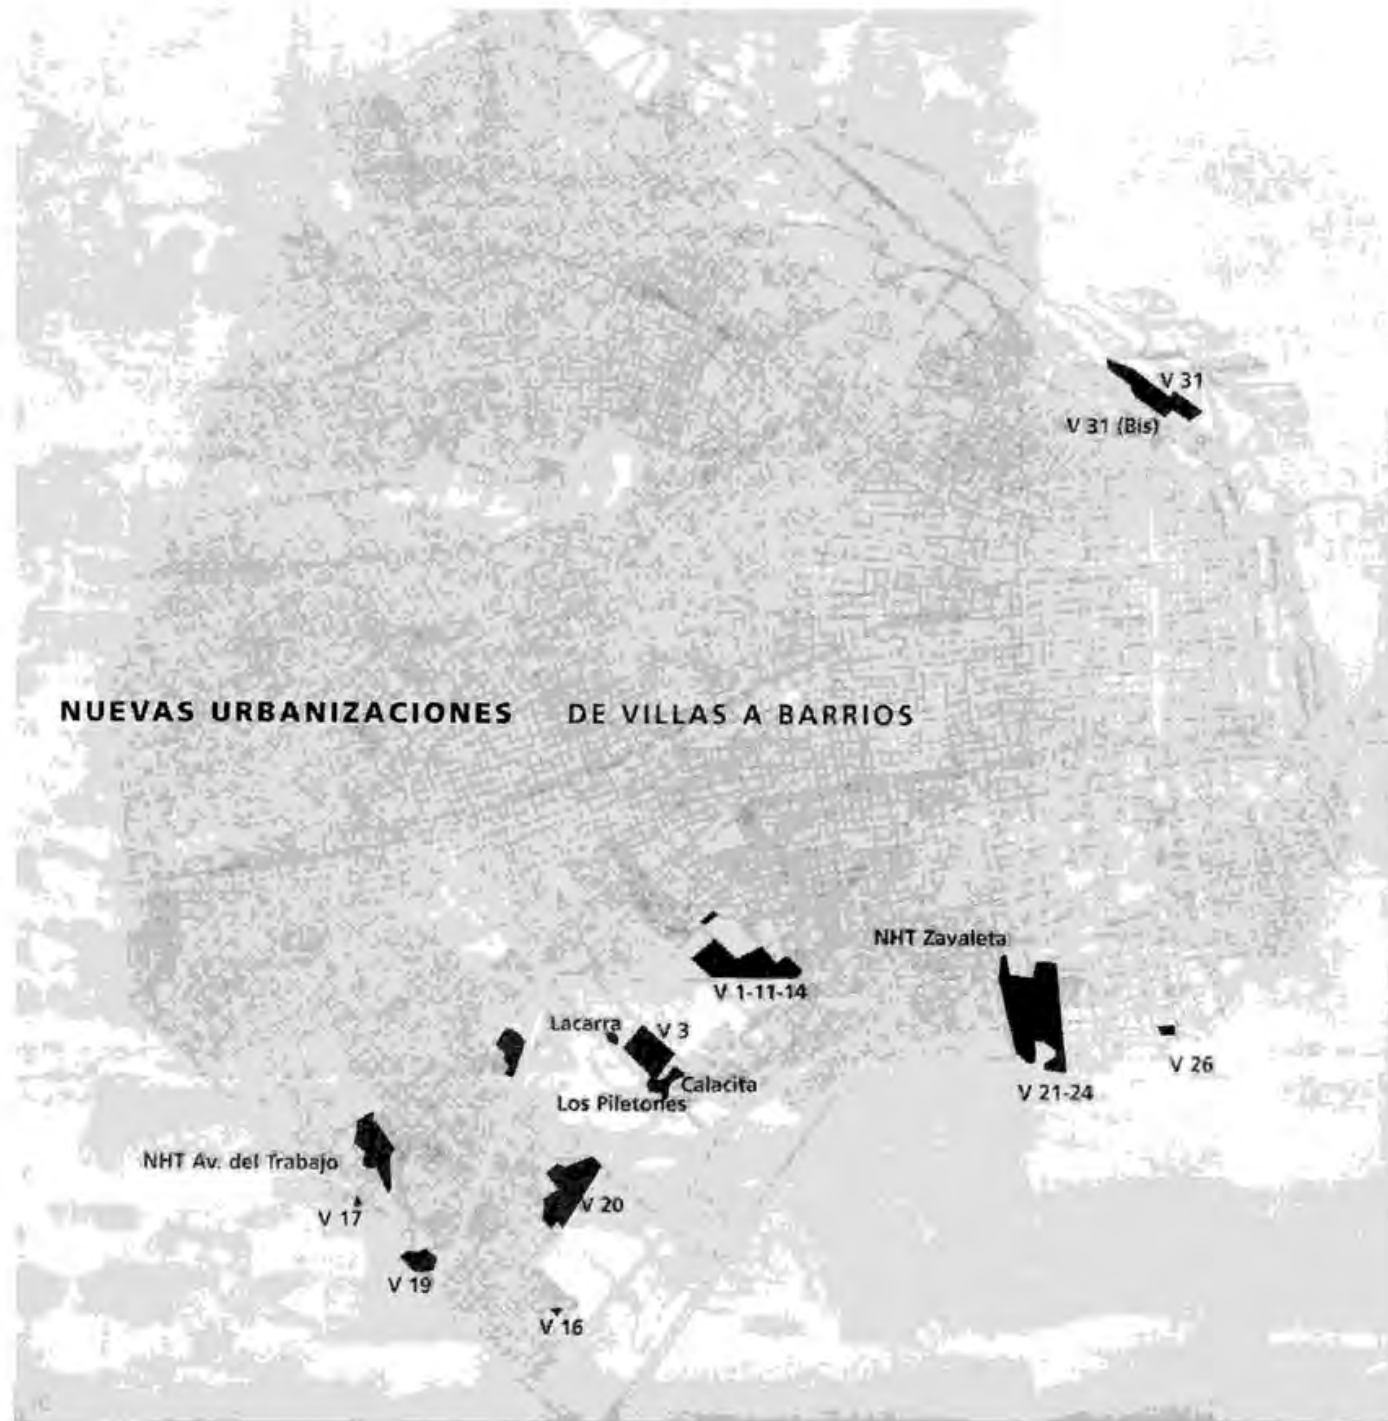 V 31
V 31 (Bis)
NUEVAS URBANIZACIONES DE VILLAS A BARRIOS
NHT Zavaleta
V 1-11-14
Lacarra
V 3
V 26
Calacita
V 21-24
Los Piletones
NHT Av. del Trabajo
V 20
V 17
V 19
V 16